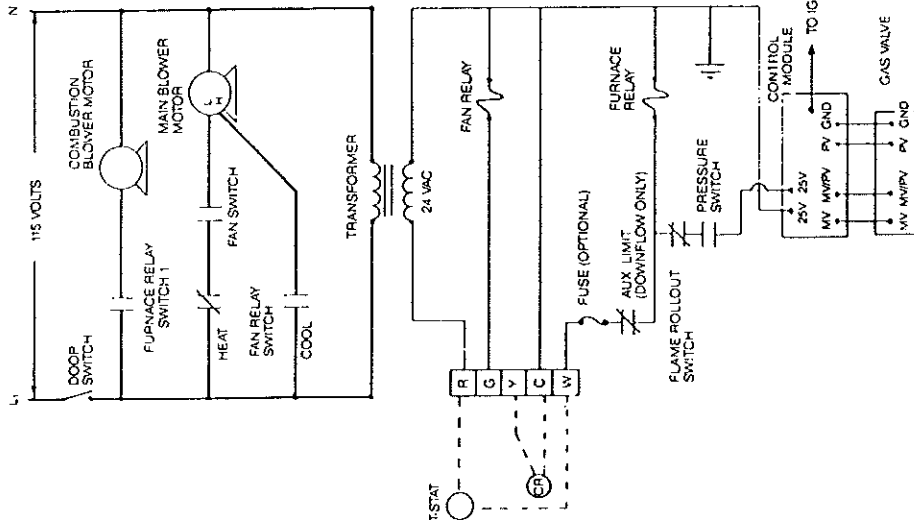 L1
N
115 VOLTS
DOOP
SWITCH
COMBUSTION
BLOWER MOTOR
FURNACE RELAY
SWITCH 1
MAIN BLOWER
MOTOR
L
H
HEAT
FAN SWITCH
FAN RELAY
SWITCH
COOL
TRANSFORMER
24 VAC
R
G
Y
C
W
T-STAT
CR
FAN RELAY
FUSE (OPTIONAL)
AUX LIMIT
(DOWNFLOW ONLY)
FURNACE
RELAY
FLAME ROLLOUT
SWITCH
PRESSURE
SWITCH
CONTROL
MODULE
TO IG
25V
25V
MV
MV/PV
PV
GND
GAS VALVE
MV
MV/PV
PV
GND